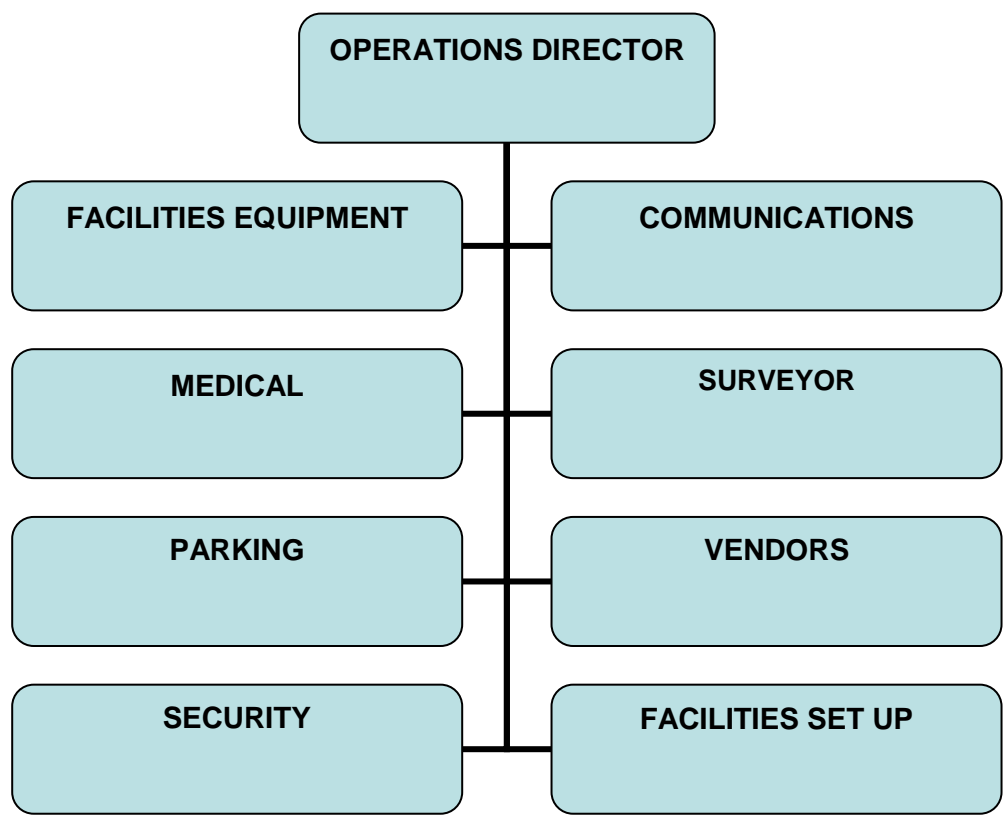 OPERATIONS DIRECTOR
FACILITIES EQUIPMENT
COMMUNICATIONS
MEDICAL
SURVEYOR
PARKING
VENDORS
SECURITY
FACILITIES SET UP